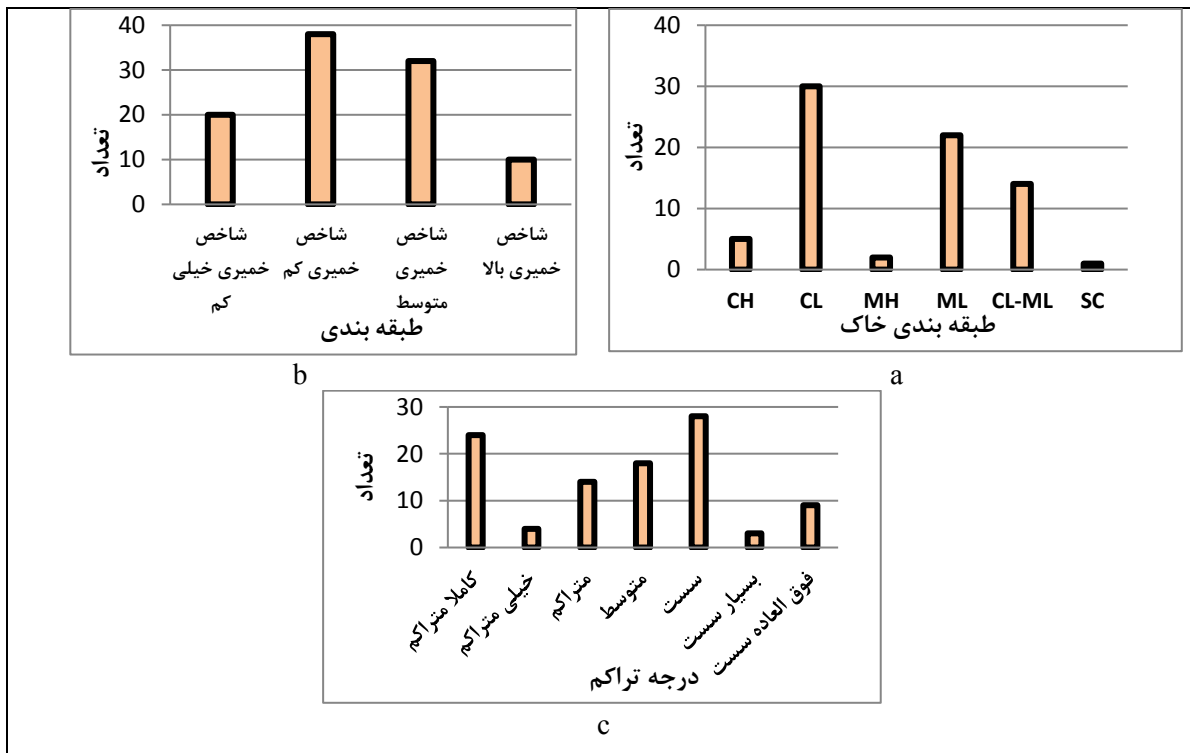 40
30
20
10
0
تعداد
CH CL MH ML CL-ML SC
طبقه بندی خاک
a
40
30
20
10
0
تعداد
شاخص خمیری خیلی کم
شاخص خمیری کم
شاخص خمیری متوسط
شاخص خمیری بالا
طبقه بندی
b
30
20
10
0
تعداد
کاملا متراکم
خیلی متراکم
متراکم
متوسط
سست
بسیار سست
فوق العاده سست
درجه تراکم
c